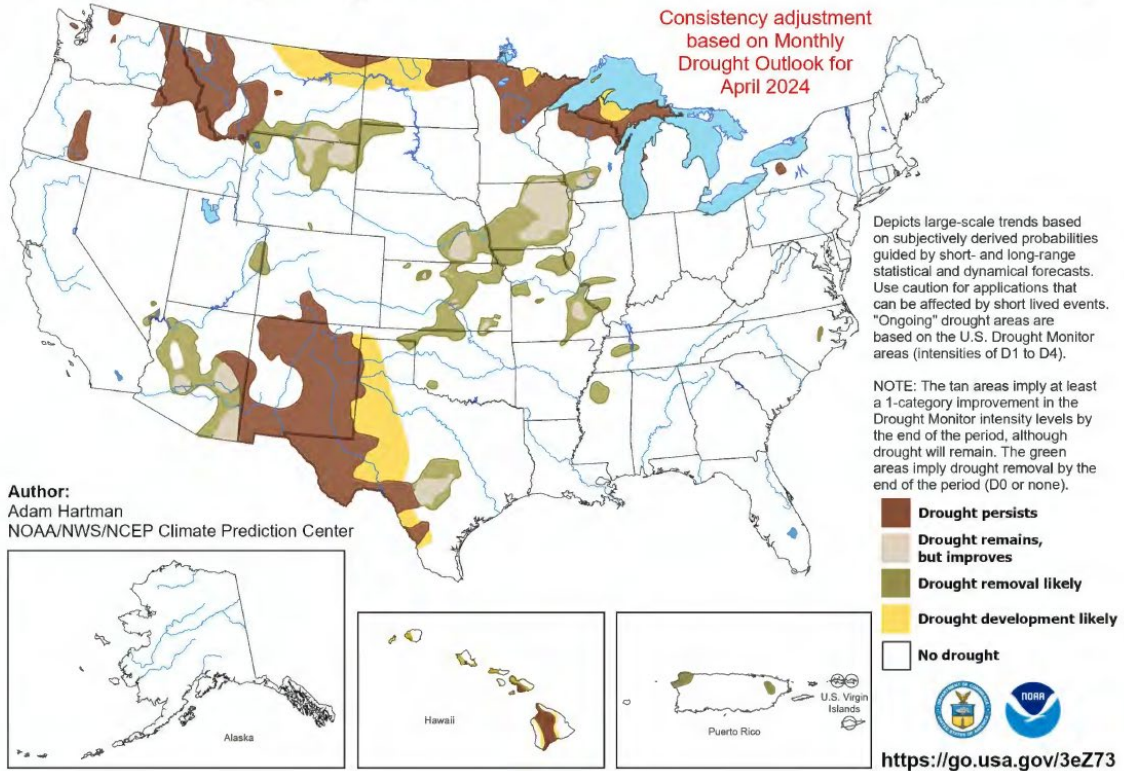 Consistency adjustment
based on Monthly
Drought Outlook for
April 2024
Depicts large-scale trends based
on subjectively derived probabilities
guided by short- and long-range
statistical and dynamical forecasts.
Use caution for applications that
can be affected by short lived events.
"Ongoing" drought areas are
based on the U.S. Drought Monitor
areas (intensities of D1 to D4).
NOTE: The tan areas imply at least
a 1-category improvement in the
Drought Monitor intensity levels by
the end of the period, although
drought will remain. The green
areas imply drought removal by the
end of the period (D0 or none).
Author:
Adam Hartman
NOAA/NWS/NCEP Climate Prediction Center
Drought persists
Drought remains,
but improves
Drought removal likely
Drought development likely
No drought
Alaska
Hawaii
Puerto Rico
U.S. Virgin
Islands
NOAA
https://go.usa.gov/3eZ73